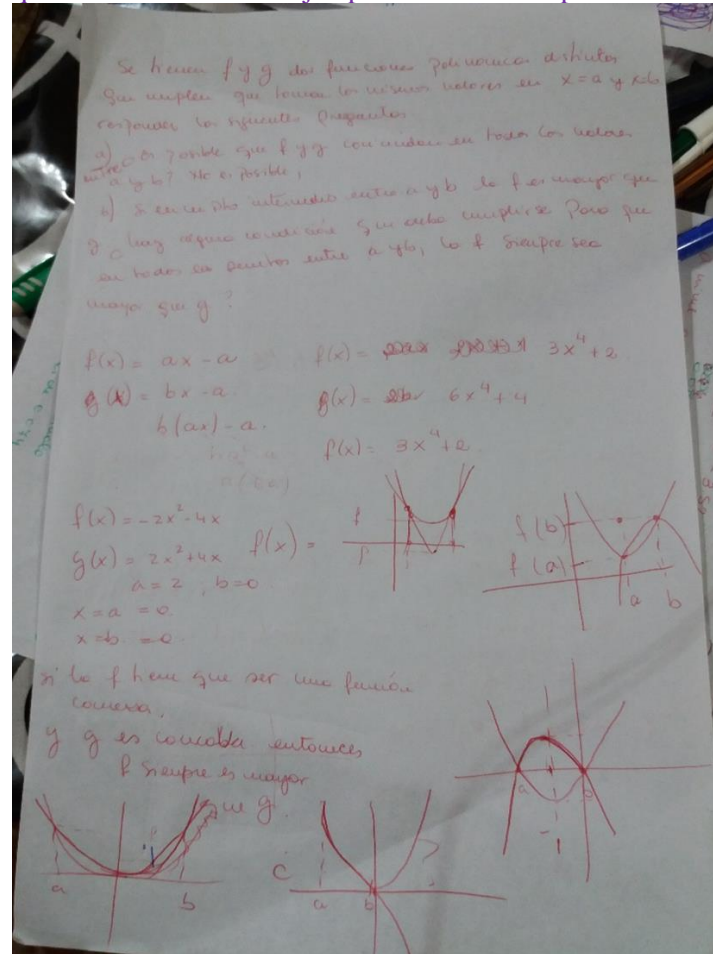 Se tienen f y g dos funciones polinomicas distintas
que cumplen que toman los mismos valores en x=a y x=b
responder las siguientes preguntas
a) es posible que f y g coincidan en todos los valores
entre a y b? No es posible,
b) Si en un sitio intermedio entre a y b la f es mayor que
g hay alguna condición que deba cumplirse para que
en todos los puntos entre a y b, la f siempre sea
mayor que g?
f(x) = ax - a
f(x) = 3x⁴+2
g(x) = bx - a
g(x) = 6x⁴+4
b(ax)-a.
f(x) = 3x⁴+2
f(x) = -2x²-4x
f(x) =
g(x) = 2x²+4x
a = 2, b=0
x=a = 0
x=b = 0
f(b)
f(a)
a b
si la f tiene que ser una función
convexa,
y g es concava entonces
f siempre es mayor
que g.
a b
a b
a